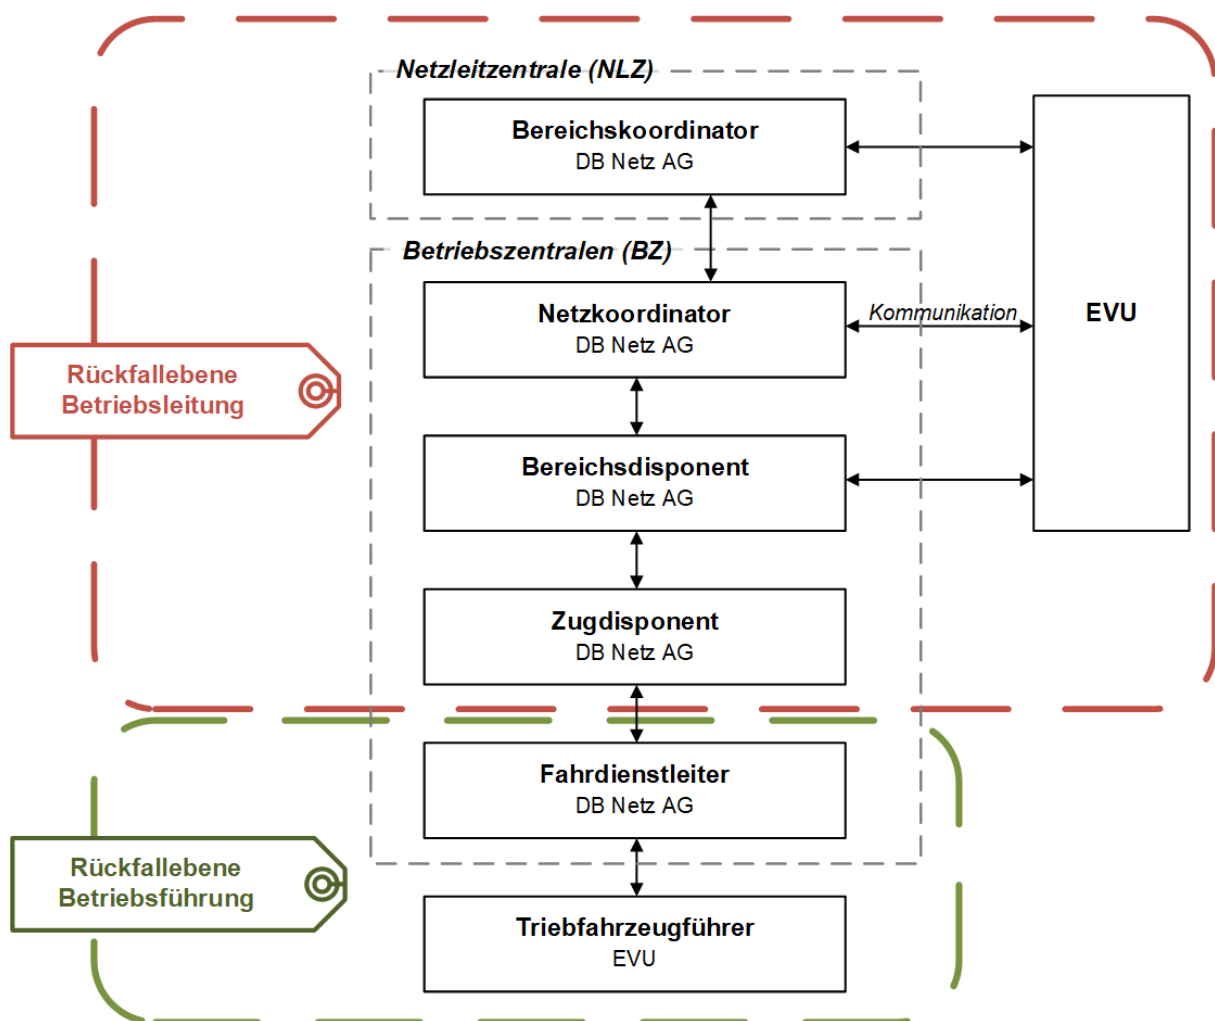 Netzleitzentrale (NLZ)
Bereichskoordinator
DB Netz AG
Betriebszentralen (BZ)
Netzkoordinator
DB Netz AG
Kommunikation
EVU
Rückfallebene
Betriebsleitung
Bereichsdisponent
DB Netz AG
Zugdisponent
DB Netz AG
Fahrdienstleiter
DB Netz AG
Rückfallebene
Betriebsführung
Triebfahrzeugführer
EVU